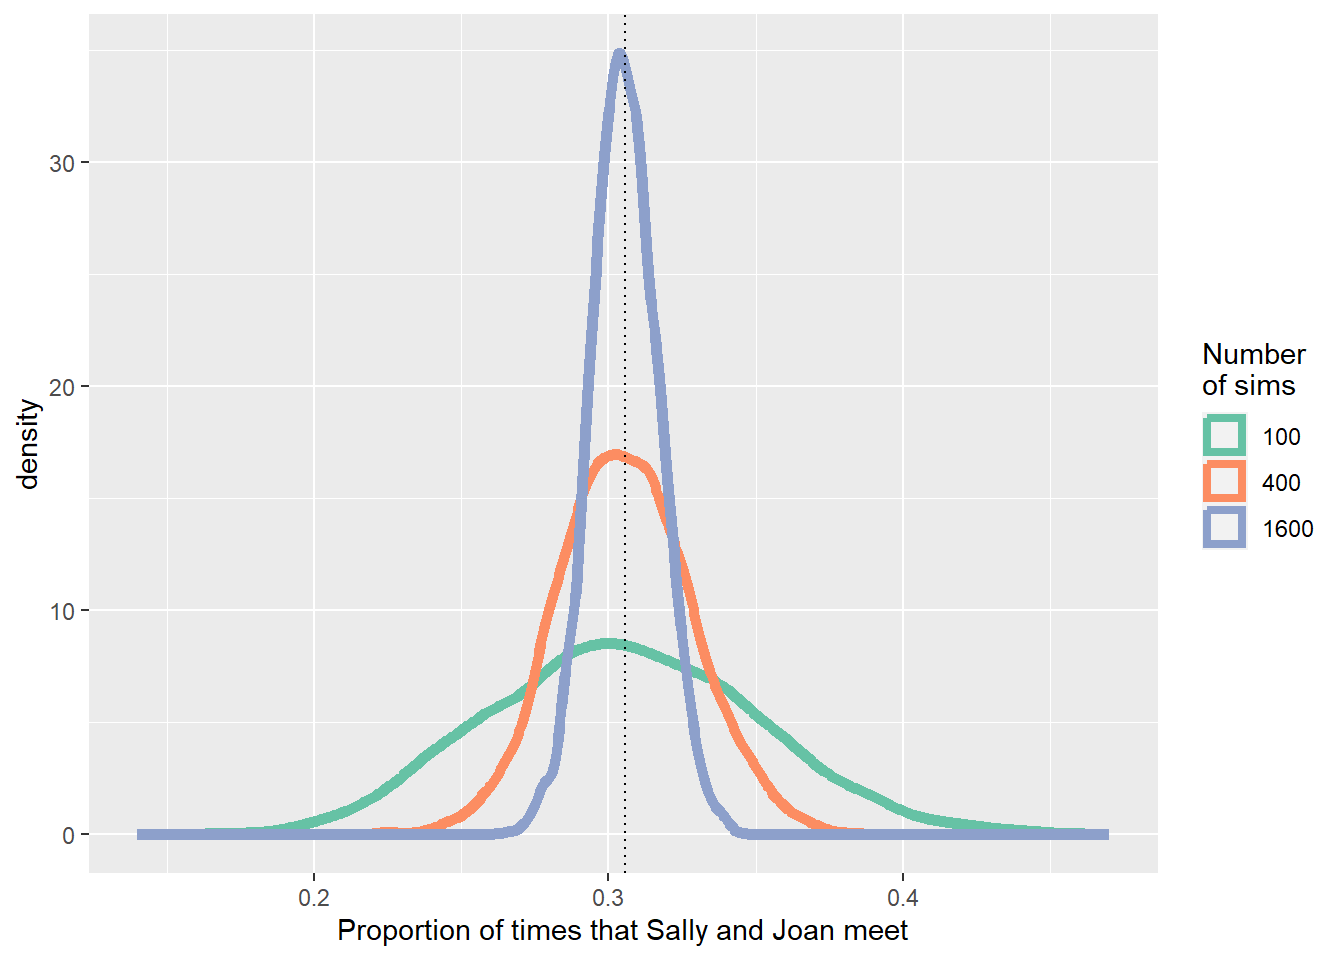 30
20
10
0
density
0.2
0.3
0.4
Proportion of times that Sally and Joan meet
Number
of sims
100
400
1600